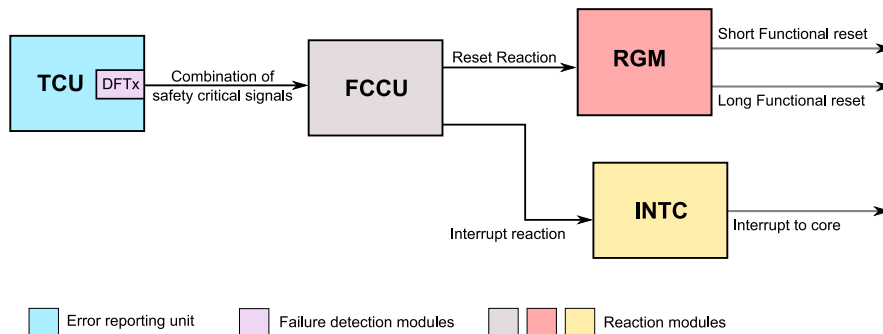 TCU
DFTx
Combination of
safety critical signals
FCCU
Reset Reaction
RGM
Short Functional reset
Long Functional reset
Interrupt reaction
INTC
Interrupt to core
Error reporting unit
Failure detection modules
Reaction modules